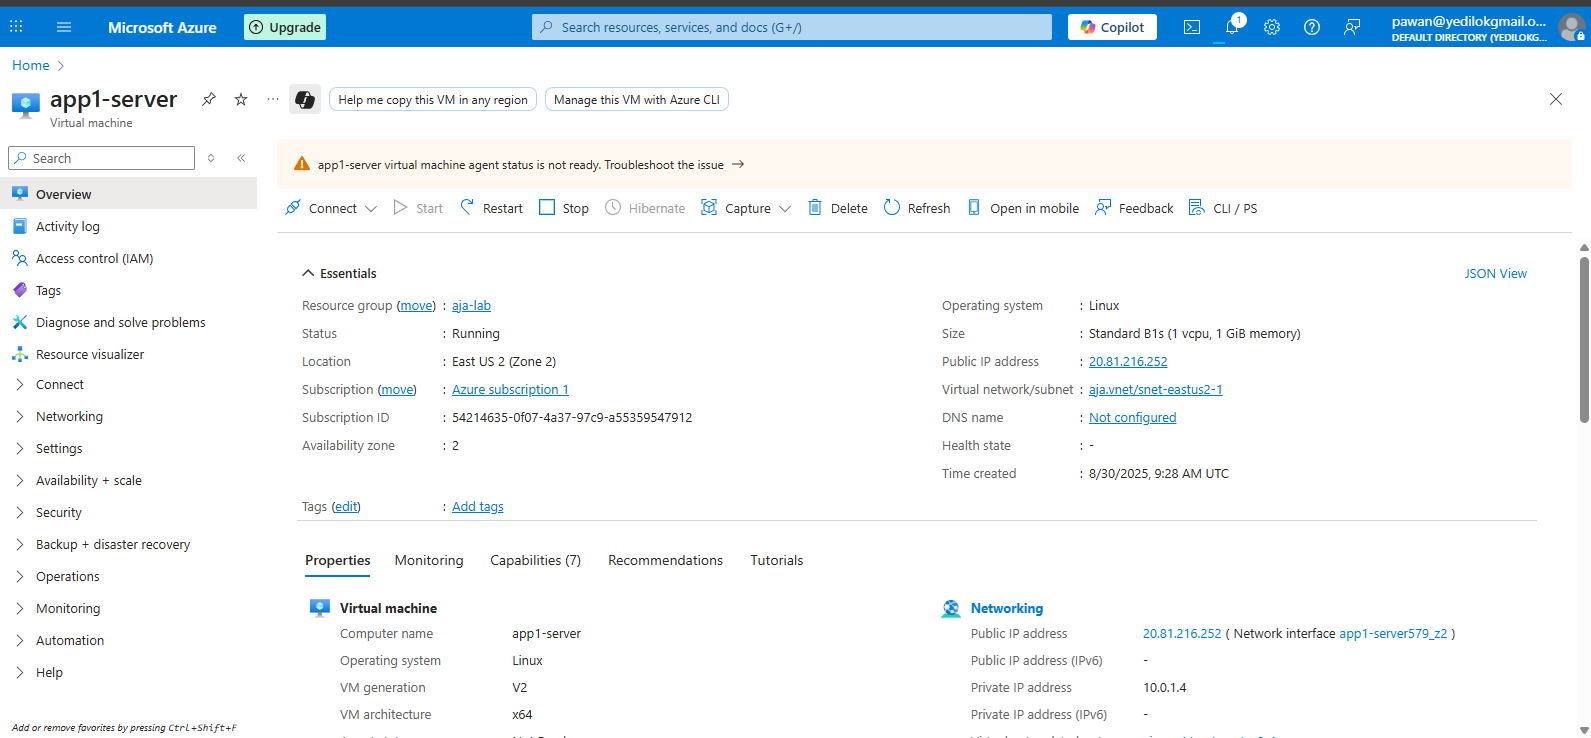 Microsoft Azure
Upgrade
Search resources, services, and docs (G+/)
Copilot
1
pawan@yedilokgmail.o...
DEFAULT DIRECTORY (YEDILOKG...
Home
app1-server
Virtual machine
Help me copy this VM in any region
Manage this VM with Azure CLI
Search
Overview
Activity log
Access control (IAM)
Tags
Diagnose and solve problems
Resource visualizer
Connect
Networking
Settings
Availability + scale
Security
Backup + disaster recovery
Operations
Monitoring
Automation
Help
Add or remove favorites by pressing Ctrl+Shift+F
app1-server virtual machine agent status is not ready. Troubleshoot the issue →
Connect Start Restart Stop Hibernate Capture Delete Refresh Open in mobile Feedback CLI / PS
Essentials
JSON View
Resource group (move) : aja-lab
Status : Running
Location : East US 2 (Zone 2)
Subscription (move) : Azure subscription 1
Subscription ID : 54214635-0f07-4a37-97c9-a55359547912
Availability zone : 2
Operating system : Linux
Size : Standard B1s (1 vcpu, 1 GiB memory)
Public IP address : 20.81.216.252
Virtual network/subnet : aja.vnet/snet-eastus2-1
DNS name : Not configured
Health state : -
Time created : 8/30/2025, 9:28 AM UTC
Tags (edit) : Add tags
Properties Monitoring Capabilities (7) Recommendations Tutorials
Virtual machine
Computer name app1-server
Operating system Linux
VM generation V2
VM architecture x64
Networking
Public IP address 20.81.216.252 ( Network interface app1-server579_z2 )
Public IP address (IPv6) -
Private IP address 10.0.1.4
Private IP address (IPv6) -